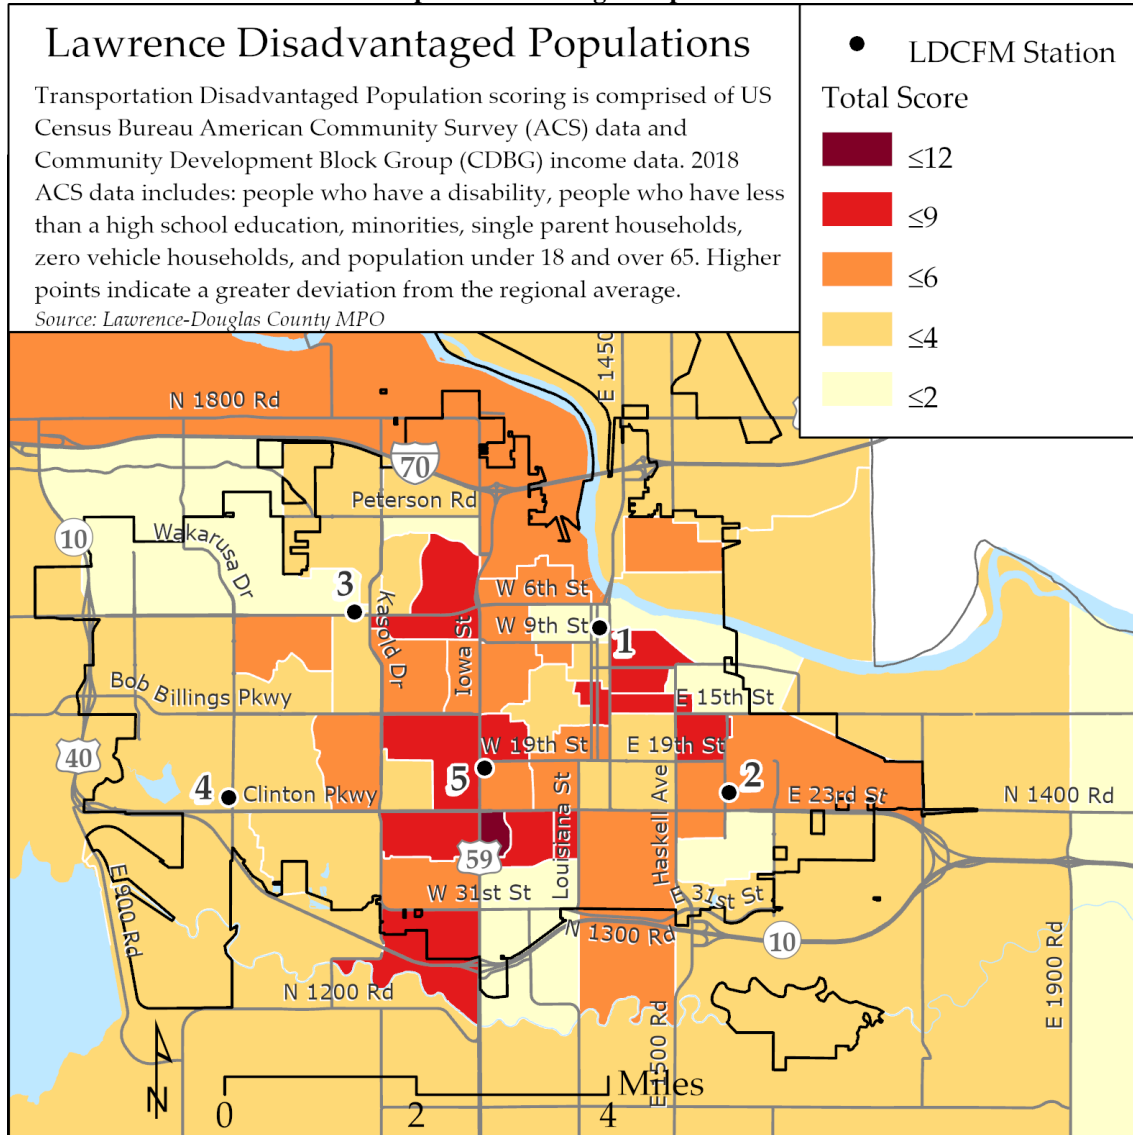 Lawrence Disadvantaged Populations
Transportation Disadvantaged Population scoring is comprised of US
Census Bureau American Community Survey (ACS) data and
Community Development Block Group (CDBG) income data. 2018
ACS data includes: people who have a disability, people who have less
than a high school education, minorities, single parent households,
zero vehicle households, and population under 18 and over 65. Higher
points indicate a greater deviation from the regional average.
Source: Lawrence-Douglas County MPO
LDCFM Station
Total Score
≤12
≤9
≤6
≤4
≤2
E 1450
N 1800 Rd
70
Peterson Rd
10
Wakarusa Dr
3
W 6th St
Kasold Dr
Iowa St
W 9th St
1
Bob Billings Pkwy
E 15th St
40
W 19th St
E 19th St
5
2
4
Clinton Pkwy
Louisiana St
Haskell Ave
E 23rd St
N 1400 Rd
59
W 31st St
E 31st St
E 900 Rd
N 1300 Rd
10
N 1200 Rd
E 1500 Rd
E 1900 Rd
N
Miles
0
2
4